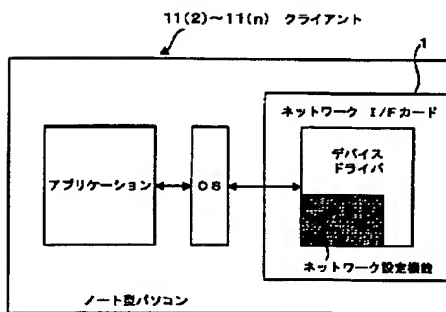 11(2)~11(n) クライアント
1
ネットワーク I/Fカード
デバイス
ドライバ
アプリケーション
OS
ネットワーク設定機能
ノート型パソコン